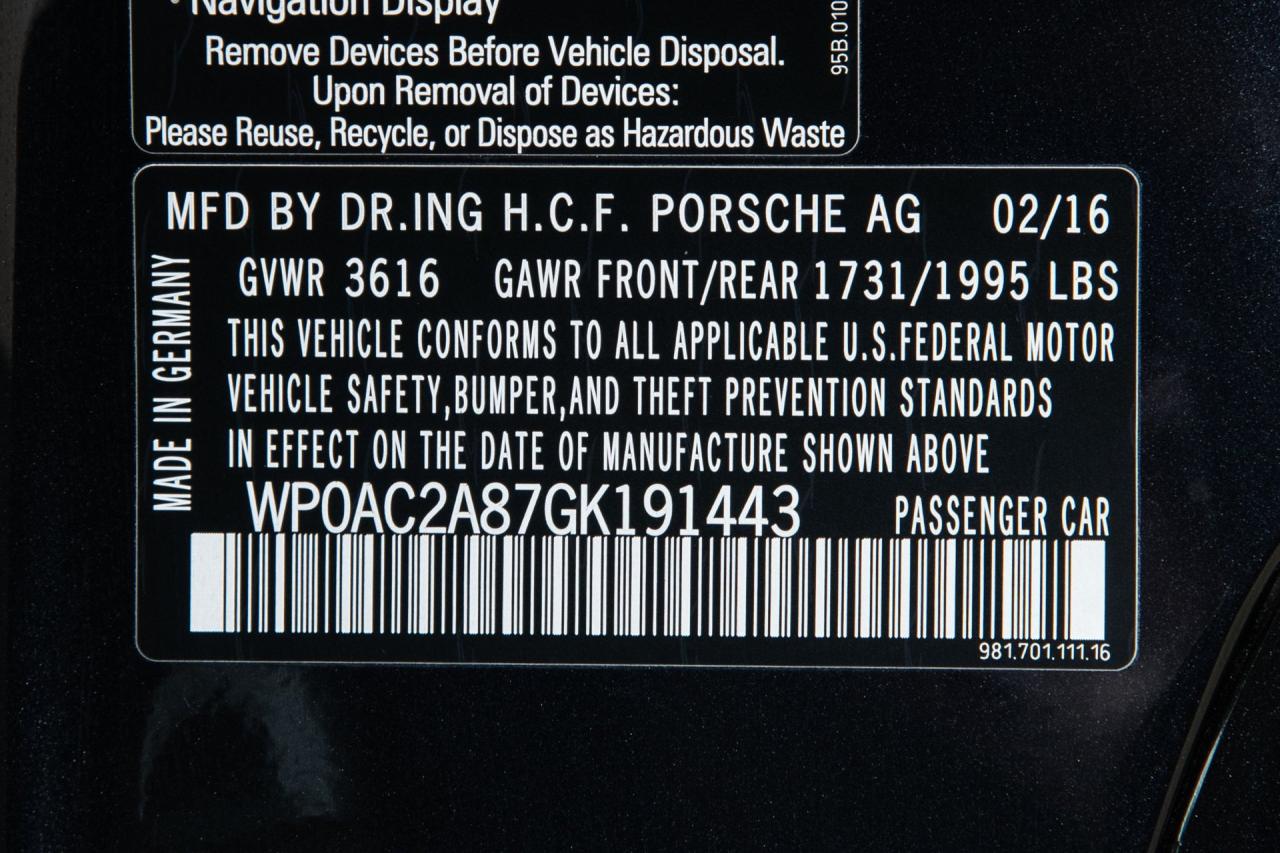 • Navigation Display
Remove Devices Before Vehicle Disposal.
Upon Removal of Devices:
Please Reuse, Recycle, or Dispose as Hazardous Waste
95B.010
MFD BY DR.ING H.C.F. PORSCHE AG 02/16
GVWR 3616 GAWR FRONT/REAR 1731/1995 LBS
THIS VEHICLE CONFORMS TO ALL APPLICABLE U.S.FEDERAL MOTOR
VEHICLE SAFETY,BUMPER,AND THEFT PREVENTION STANDARDS
IN EFFECT ON THE DATE OF MANUFACTURE SHOWN ABOVE
MADE IN GERMANY
WP0AC2A87GK191443 PASSENGER CAR
981.701.111.16